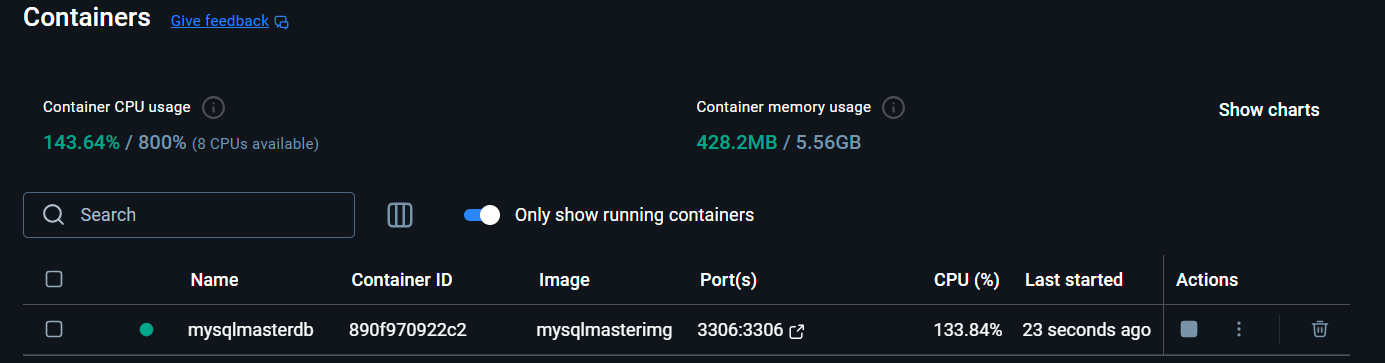 Containers Give feedback
Container CPU usage
143.64% / 800% (8 CPUs available)
Container memory usage
428.2MB / 5.56GB
Show charts
Search
Only show running containers
Name Container ID Image Port(s) CPU (%) Last started Actions
mysqlmasterdb 890f970922c2 mysqlmasterimg 3306:3306 133.84% 23 seconds ago